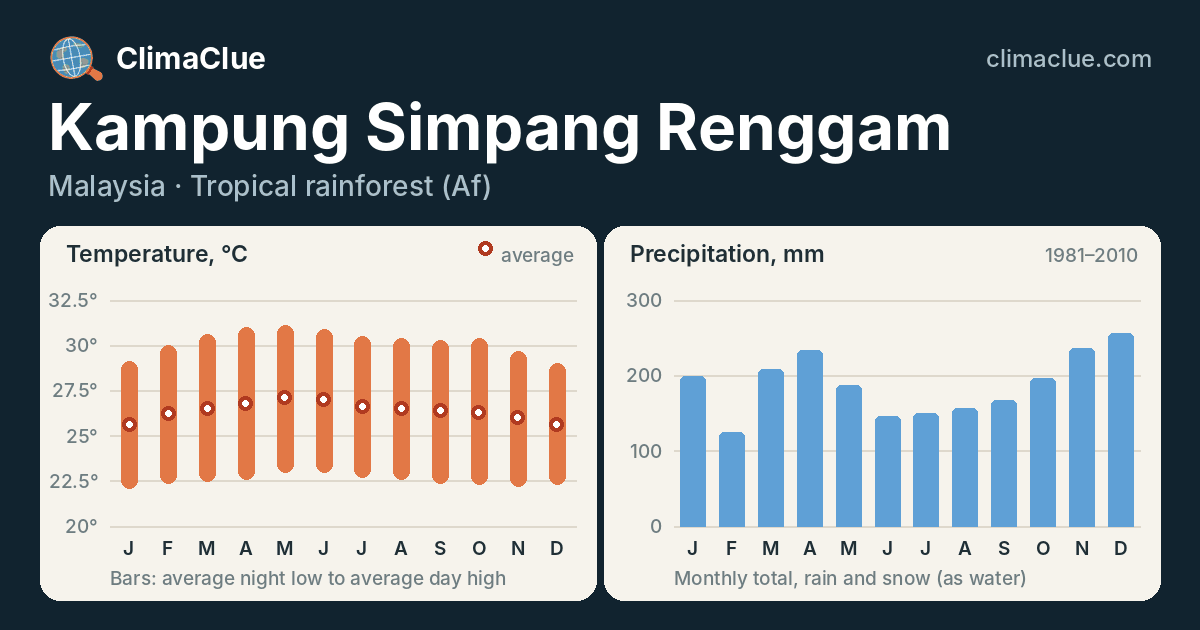 ClimaClue
climaclue.com
Kampung Simpang Renggam
Malaysia · Tropical rainforest (Af)
Temperature, °C
average
32.5°
30°
27.5°
25°
22.5°
20°
J F M A M J J A S O N D
Bars: average night low to average day high
Precipitation, mm
1981–2010
300
200
100
0
J F M A M J J A S O N D
Monthly total, rain and snow (as water)